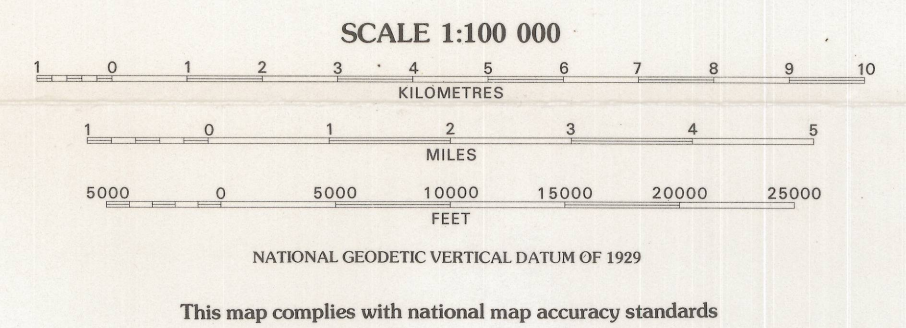 SCALE 1:100 000
1 0 1 2 3 4 5 6 7 8 9 10
KILOMETRES
1 0 1 2 3 4 5
MILES
5000 0 5000 10000 15000 20000 25000
FEET
NATIONAL GEODETIC VERTICAL DATUM OF 1929
This map complies with national map accuracy standards